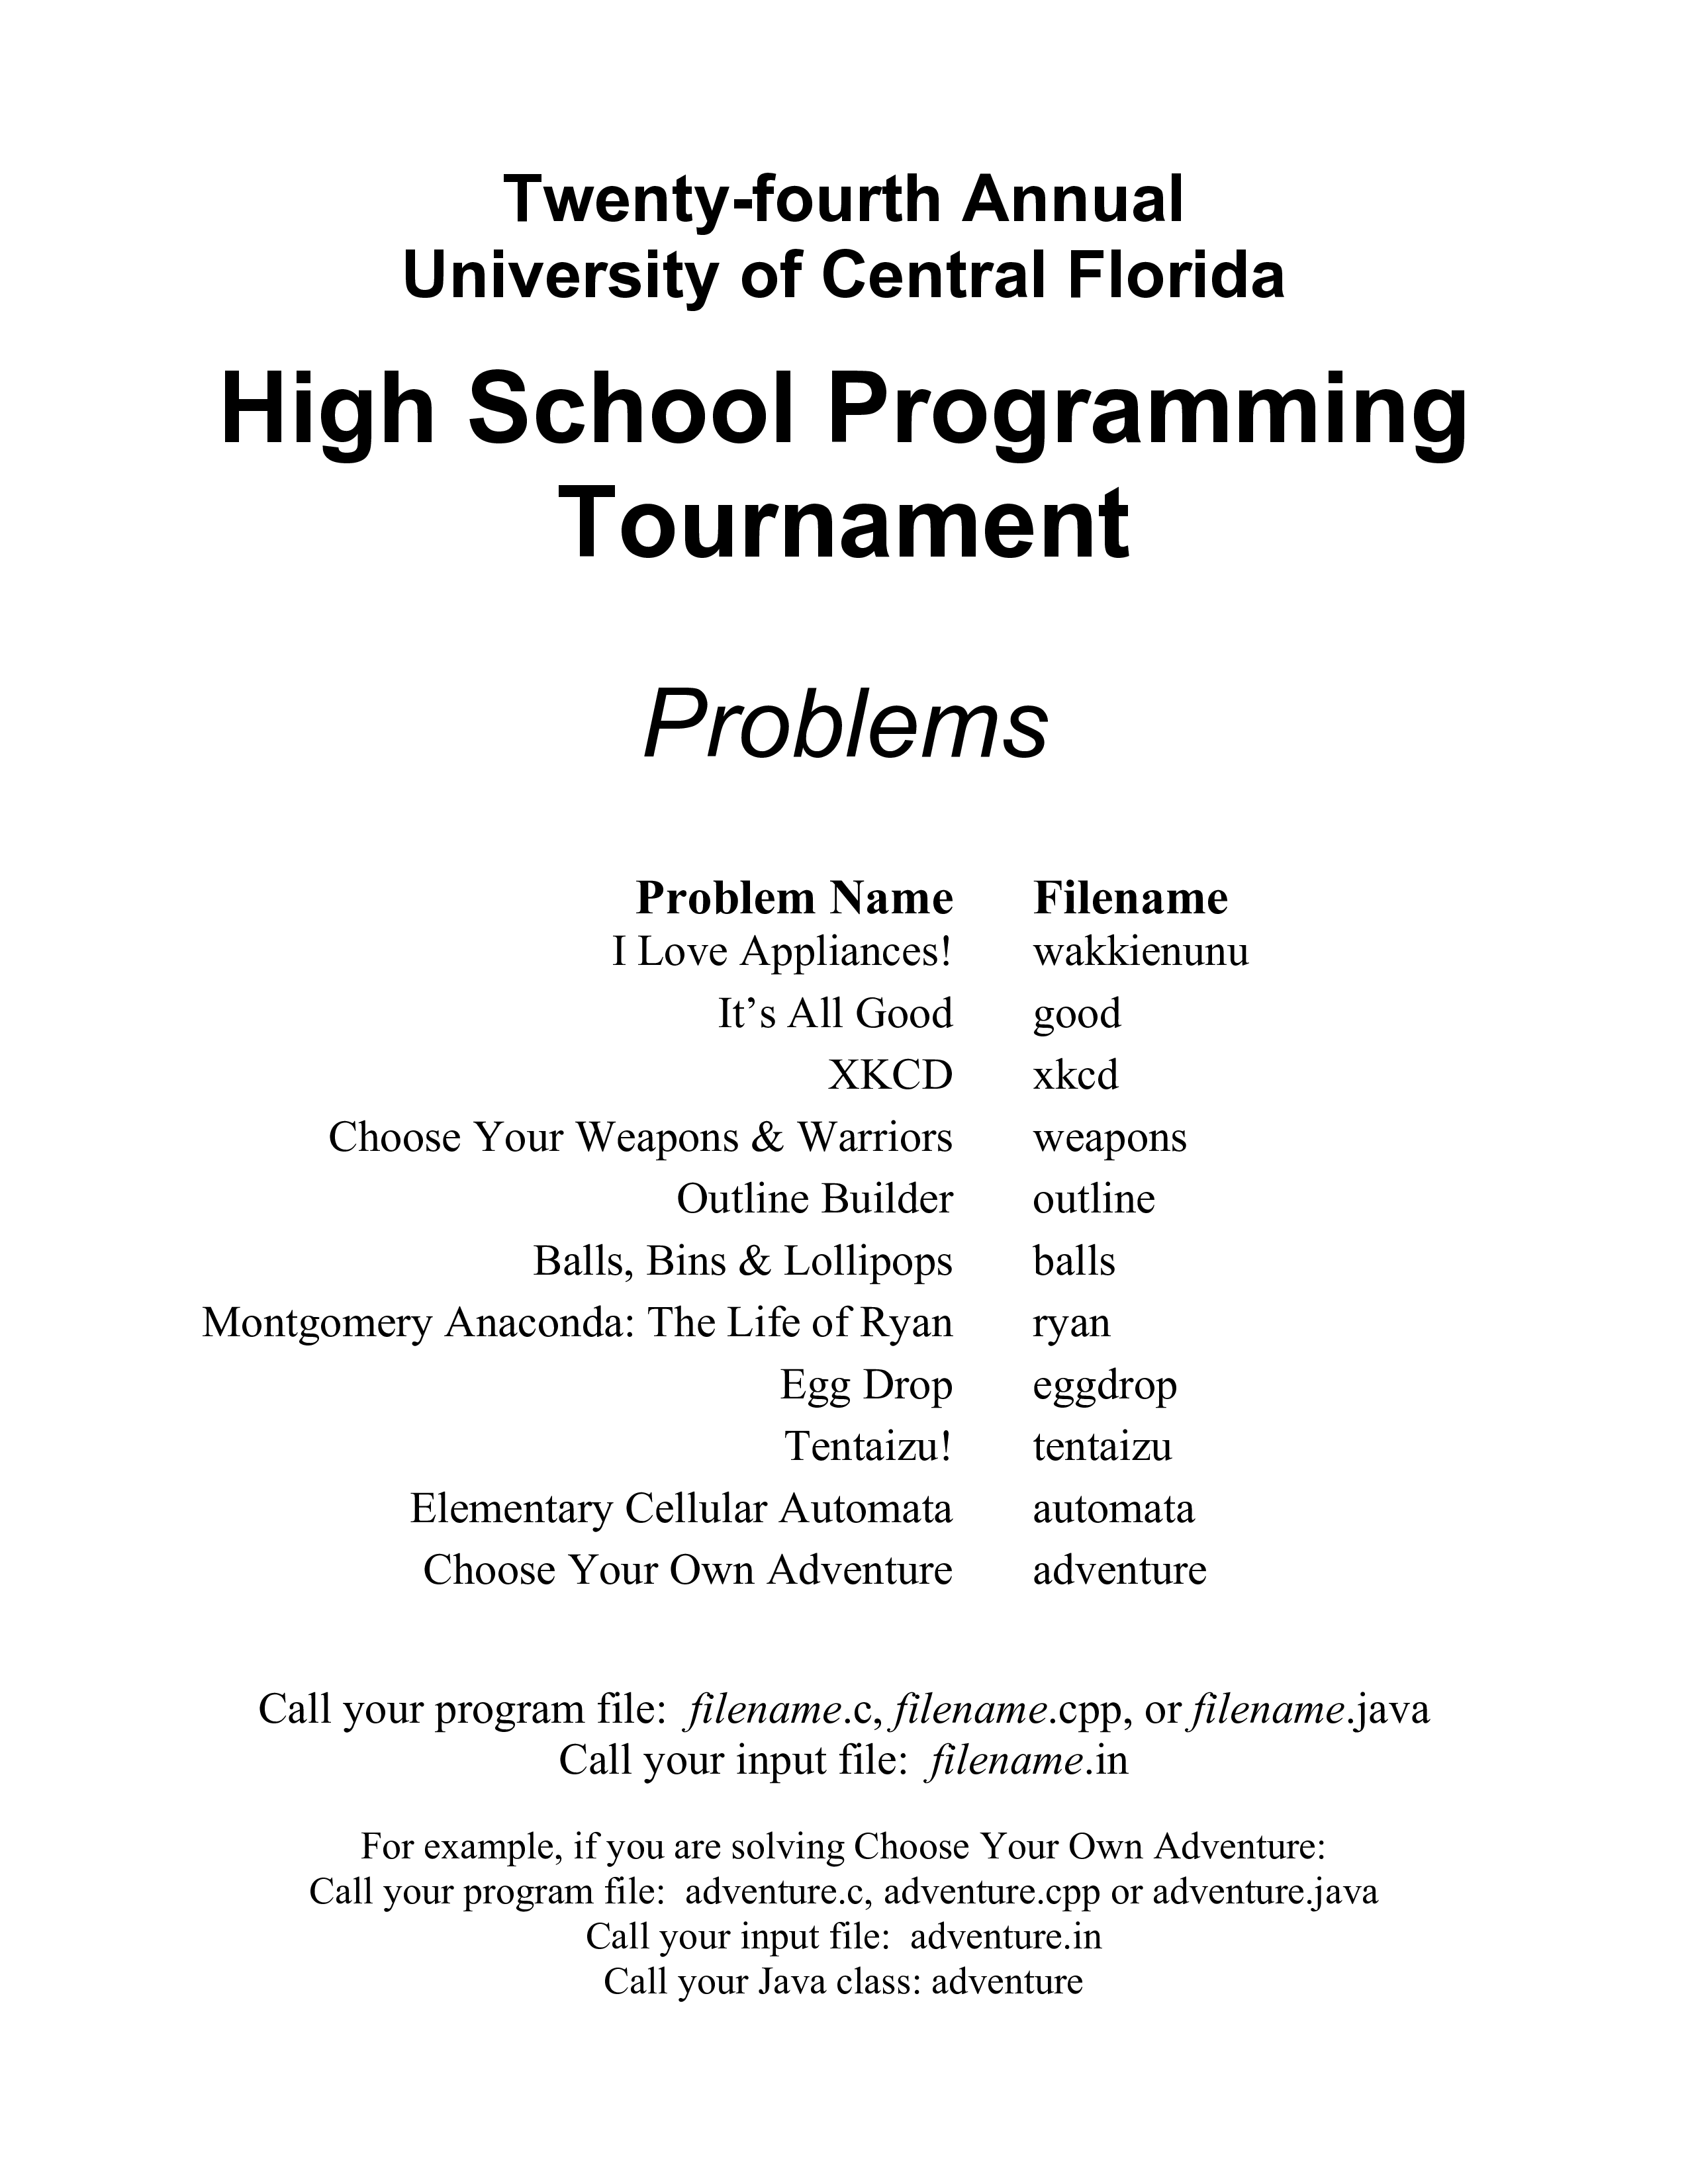 Twenty-fourth Annual
University of Central Florida
High School Programming
Tournament
Problems
Problem Name Filename
I Love Appliances! wakkienunu
It’s All Good good
XKCD xkcd
Choose Your Weapons & Warriors weapons
Outline Builder outline
Balls, Bins & Lollipops balls
Montgomery Anaconda: The Life of Ryan ryan
Egg Drop eggdrop
Tentaizu! tentaizu
Elementary Cellular Automata automata
Choose Your Own Adventure adventure
Call your program file: filename.c, filename.cpp, or filename.java
Call your input file: filename.in
For example, if you are solving Choose Your Own Adventure:
Call your program file: adventure.c, adventure.cpp or adventure.java
Call your input file: adventure.in
Call your Java class: adventure